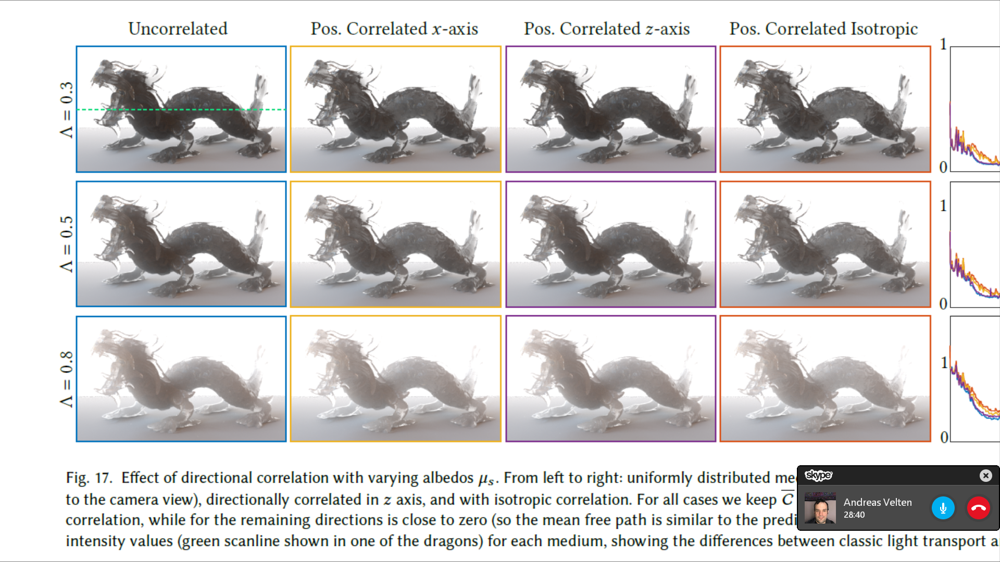 Uncorrelated
Pos. Correlated x-axis
Pos. Correlated z-axis
Pos. Correlated Isotropic
Λ = 0.3
1
0
Λ = 0.5
1
0
Λ = 0.8
1
0
Fig. 17. Effect of directional correlation with varying albedos μₛ. From left to right: uniformly distributed
to the camera view), directionally correlated in z axis, and with isotropic correlation. For all cases we keep C̅
correlation, while for the remaining directions is close to zero (so the mean free path is similar to the
intensity values (green scanline shown in one of the dragons) for each medium, showing the differences between classic light transport
skype
Andreas Velten
28:40